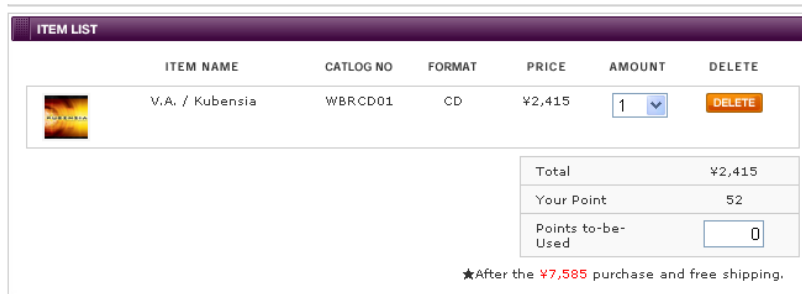 ITEM LIST
ITEM NAME CATLOG NO FORMAT PRICE AMOUNT DELETE
KUBENSIA V.A. / Kubensia WBRCD01 CD ¥2,415 1 DELETE
Total ¥2,415
Your Point 52
Points to-be-
Used 0
★After the ¥7,585 purchase and free shipping.